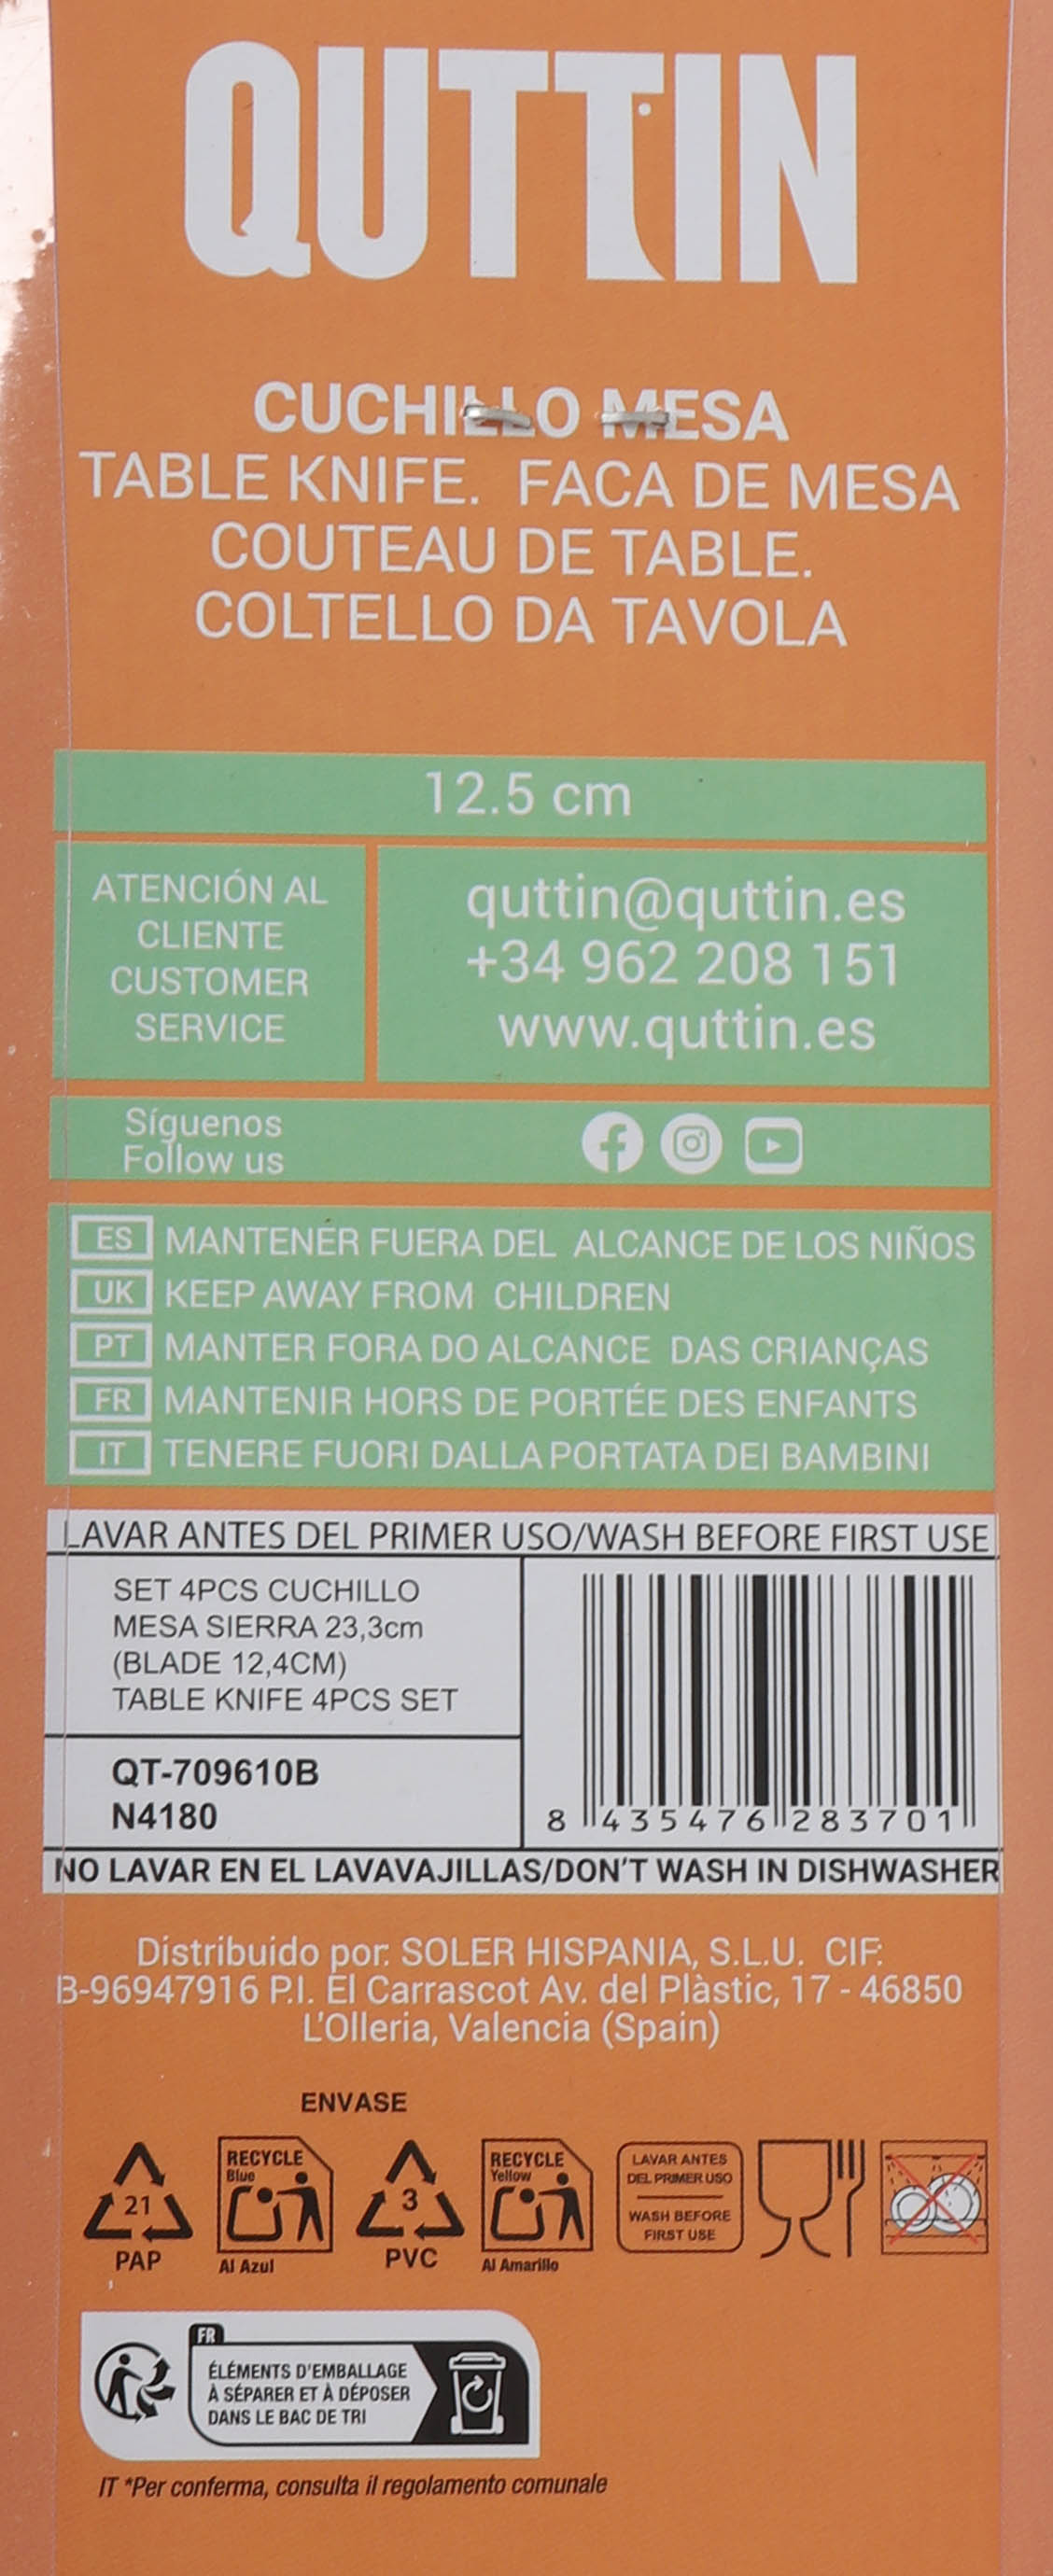 QUTTIN
CUCHILLO MESA
TABLE KNIFE. FACA DE MESA
COUTEAU DE TABLE.
COLTELLO DA TAVOLA
12.5 cm
ATENCIÓN AL
CLIENTE
CUSTOMER
SERVICE
quttin@quttin.es
+34 962 208 151
www.quttin.es
Síguenos
Follow us
ES MANTENER FUERA DEL ALCANCE DE LOS NIÑOS
UK KEEP AWAY FROM CHILDREN
PT MANTER FORA DO ALCANCE DAS CRIANÇAS
FR MANTENIR HORS DE PORTÉE DES ENFANTS
IT TENERE FUORI DALLA PORTATA DEI BAMBINI
LAVAR ANTES DEL PRIMER USO/WASH BEFORE FIRST USE
SET 4PCS CUCHILLO
MESA SIERRA 23,3cm
(BLADE 12,4CM)
TABLE KNIFE 4PCS SET
QT-709610B
N4180
8 435476 283701
NO LAVAR EN EL LAVAVAJILLAS/DON'T WASH IN DISHWASHER
Distribuido por: SOLER HISPANIA, S.L.U. CIF:
B-96947916 P.I. El Carrascot Av. del Plàstic, 17 - 46850
L'Olleria, Valencia (Spain)
ENVASE
21
PAP
RECYCLE
Blue
Al Azul
3
PVC
RECYCLE
Yellow
Al Amarillo
LAVAR ANTES
DEL PRIMER USO
WASH BEFORE
FIRST USE
FR
ÉLÉMENTS D'EMBALLAGE
À SÉPARER ET À DÉPOSER
DANS LE BAC DE TRI
IT *Per conferma, consulta il regolamento comunale